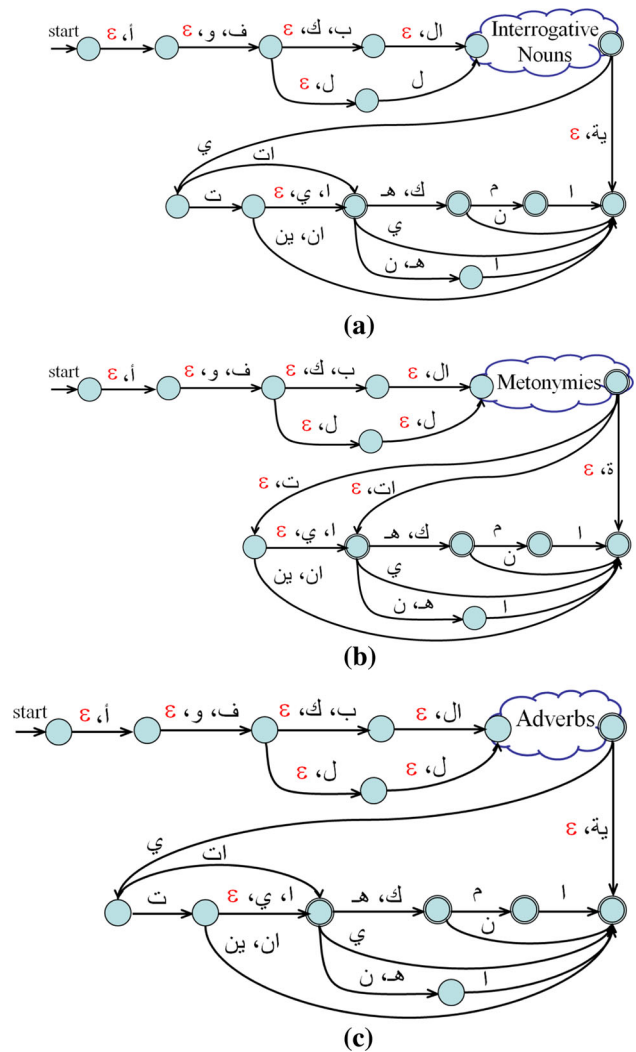 start أ، ε ف، و، ε ب، ك، ε ال، ε Interrogative Nouns
ل، ε ل
ية، ε
ي
ات
ت ا، ي، ε ك، هـ م ا
ن
ان، ين ي
هـ، ن ا
(a)
start أ، ε ف، و، ε ب، ك، ε ال، ε Metonymies
ل، ε ل، ε
ت، ε ات، ε ة، ε
ا، ي، ε ك، هـ م ا
ن
ان، ين ي
هـ، ن ا
(b)
start أ، ε ف، و، ε ب، ك، ε ال، ε Adverbs
ل، ε ل، ε
ية، ε
ي
ات
ت ا، ي، ε ك، هـ م ا
ن
ان، ين ي
هـ، ن ا
(c)